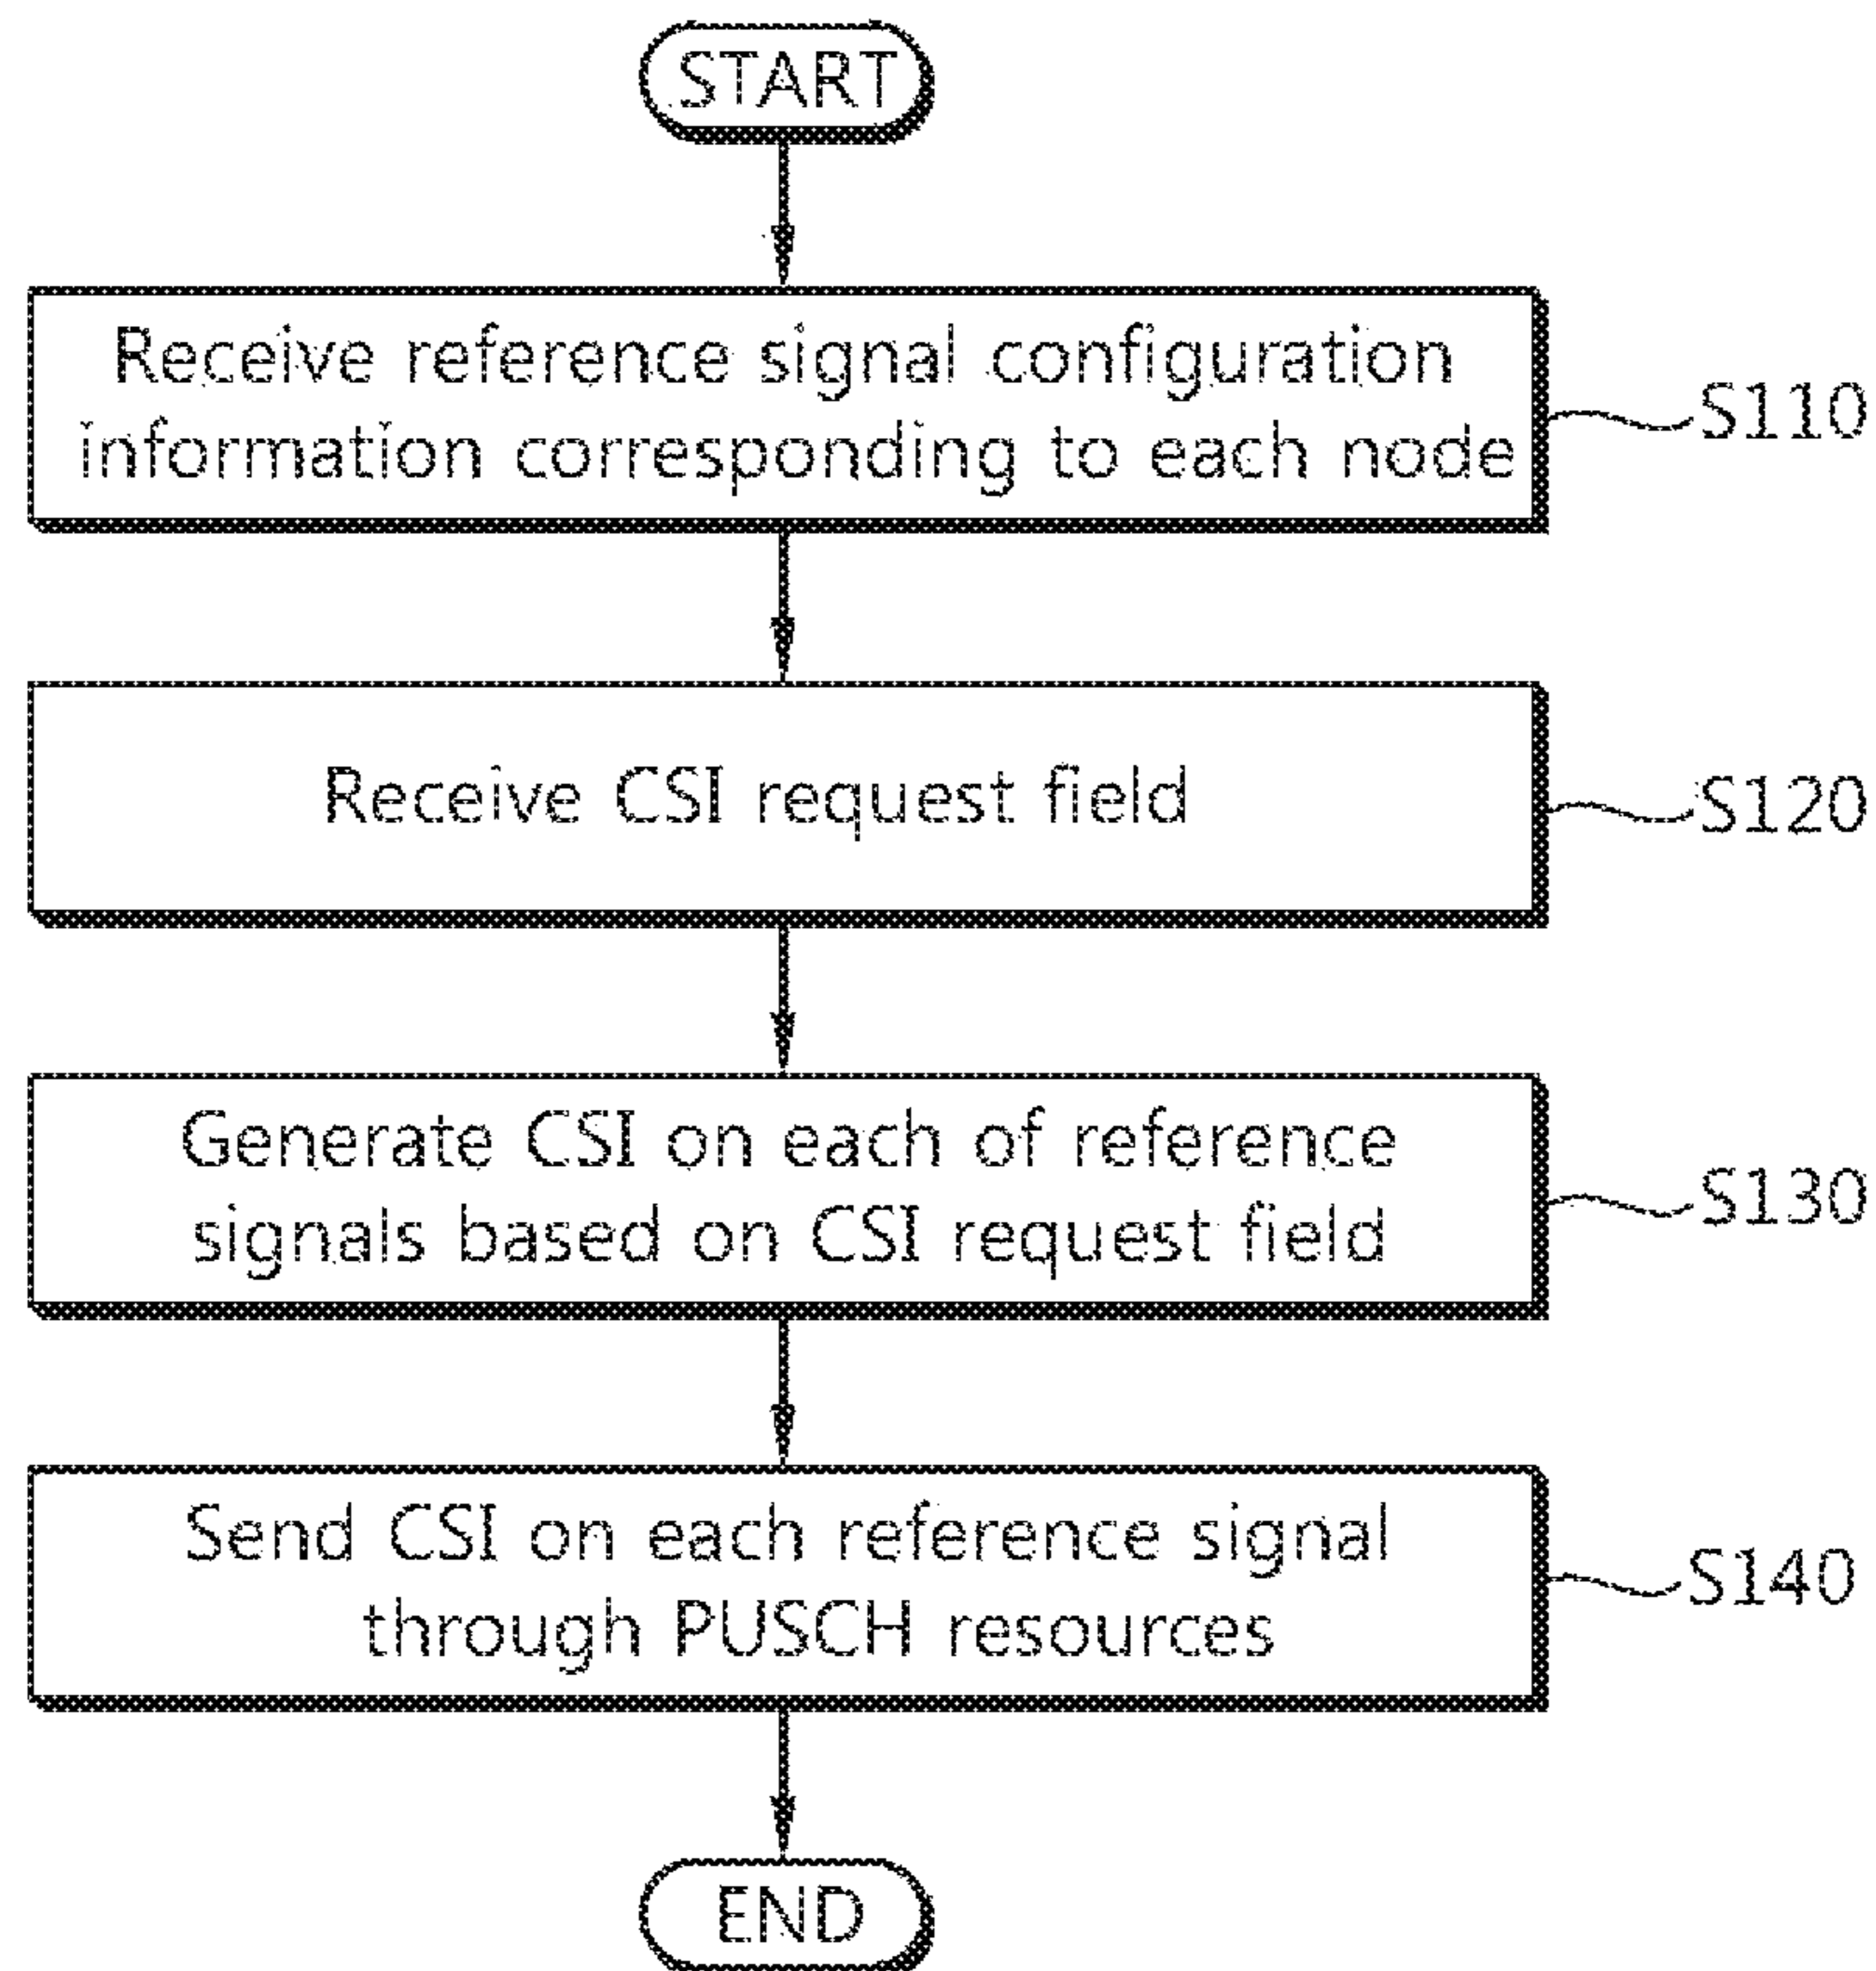 START
Receive reference signal configuration
information corresponding to each node
S110
Receive CSI request field
S120
Generate CSI on each of reference
signals based on CSI request field
S130
Send CSI on each reference signal
through PUSCH resources
S140
END